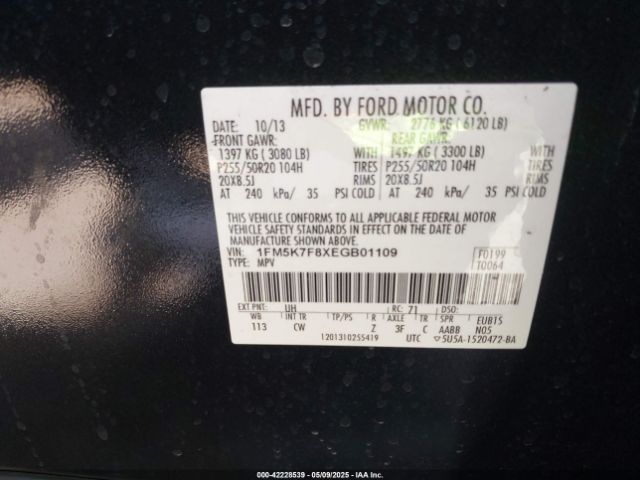 MFD. BY FORD MOTOR CO.
DATE: 10/13 GVWR: 2776 KG ( 6120 LB)
FRONT GAWR: REAR GAWR:
1397 KG ( 3080 LB) WITH 1497 KG ( 3300 LB) WITH
P255/50R20 104H TIRES P255/50R20 104H TIRES
20X8.5J RIMS 20X8.5J RIMS
AT 240 kPa/ 35 PSI COLD AT 240 kPa/ 35 PSI COLD
THIS VEHICLE CONFORMS TO ALL APPLICABLE FEDERAL MOTOR
VEHICLE SAFETY STANDARDS IN EFFECT ON THE DATE OF
MANUFACTURE SHOWN ABOVE.
VIN: 1FM5K7F8XEGB01109 F0199
TYPE: MPV T0064
EXT PNT: UH RC: 71 DSO:
WB INT TR TP/PS R AXLE TR SPR EUB1S
113 CW Z 3F C AABB N05
1201310255419 UTC ▽5U5A-1520472-BA
000-42228539 - 05/09/2025 - IAA Inc.